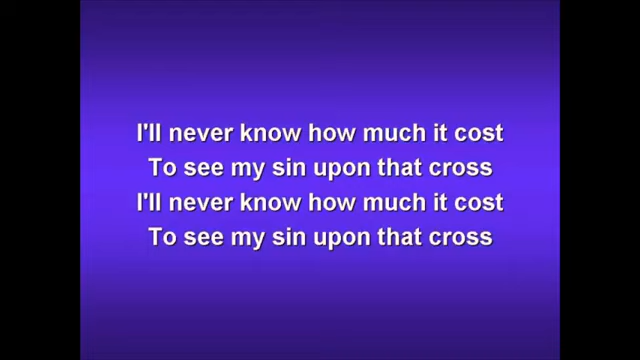 I'll never know how much it cost
To see my sin upon that cross
I'll never know how much it cost
To see my sin upon that cross